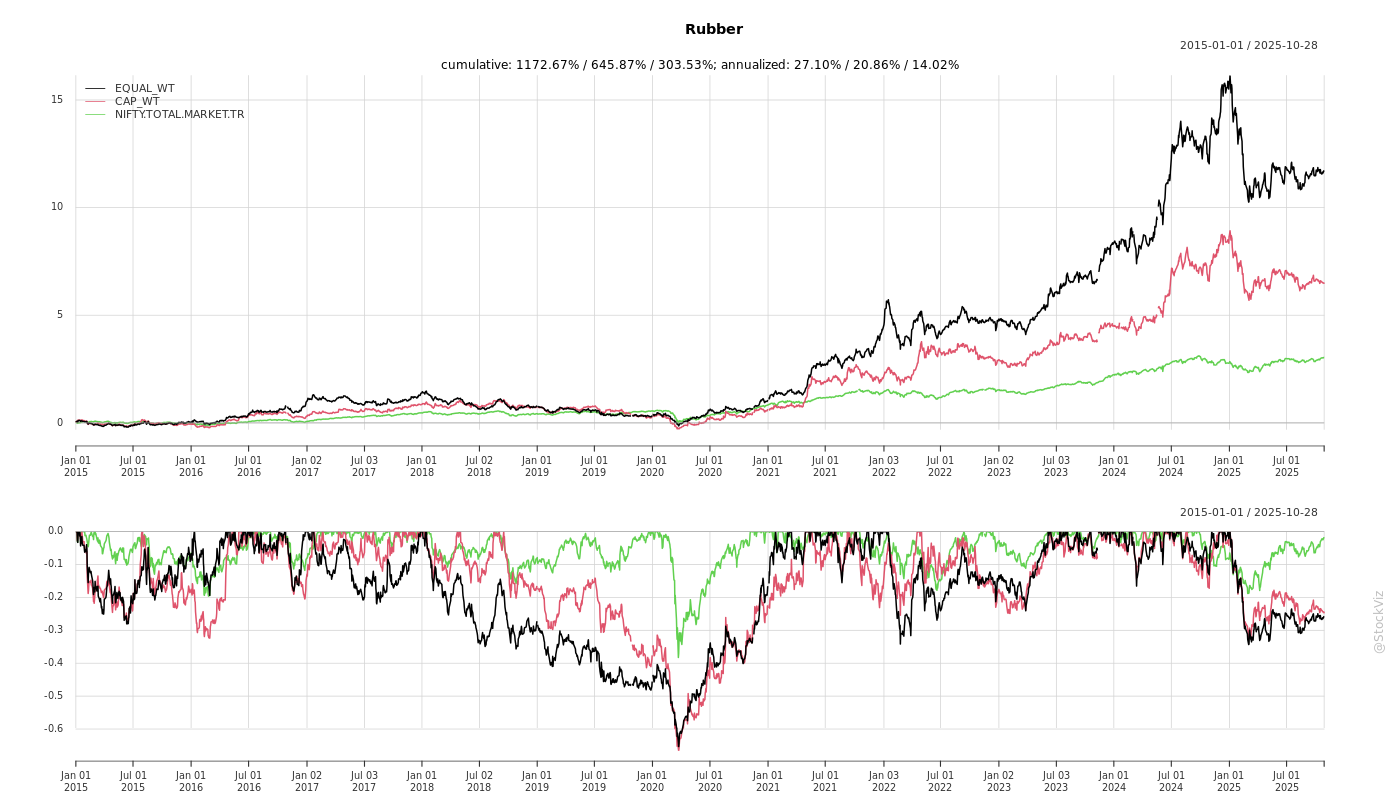 Rubber
2015-01-01 / 2025-10-28
cumulative: 1172.67% / 645.87% / 303.53%; annualized: 27.10% / 20.86% / 14.02%
EQUAL_WT
CAP_WT
NIFTY.TOTAL.MARKET.TR
15
10
5
0
Jan 01 Jul 01 Jan 01 Jul 01 Jan 02 Jul 03 Jan 01 Jul 02 Jan 01 Jul 01 Jan 01 Jul 01 Jan 01 Jul 01 Jan 03 Jul 01 Jan 02 Jul 03 Jan 01 Jul 01 Jan 01 Jul 01
2015 2015 2016 2016 2017 2017 2018 2018 2019 2019 2020 2020 2021 2021 2022 2022 2023 2023 2024 2024 2025 2025
2015-01-01 / 2025-10-28
0.0
-0.1
-0.2
-0.3
-0.4
-0.5
-0.6
Jan 01 Jul 01 Jan 01 Jul 01 Jan 02 Jul 03 Jan 01 Jul 02 Jan 01 Jul 01 Jan 01 Jul 01 Jan 01 Jul 01 Jan 03 Jul 01 Jan 02 Jul 03 Jan 01 Jul 01 Jan 01 Jul 01
2015 2015 2016 2016 2017 2017 2018 2018 2019 2019 2020 2020 2021 2021 2022 2022 2023 2023 2024 2024 2025 2025
@StockViz